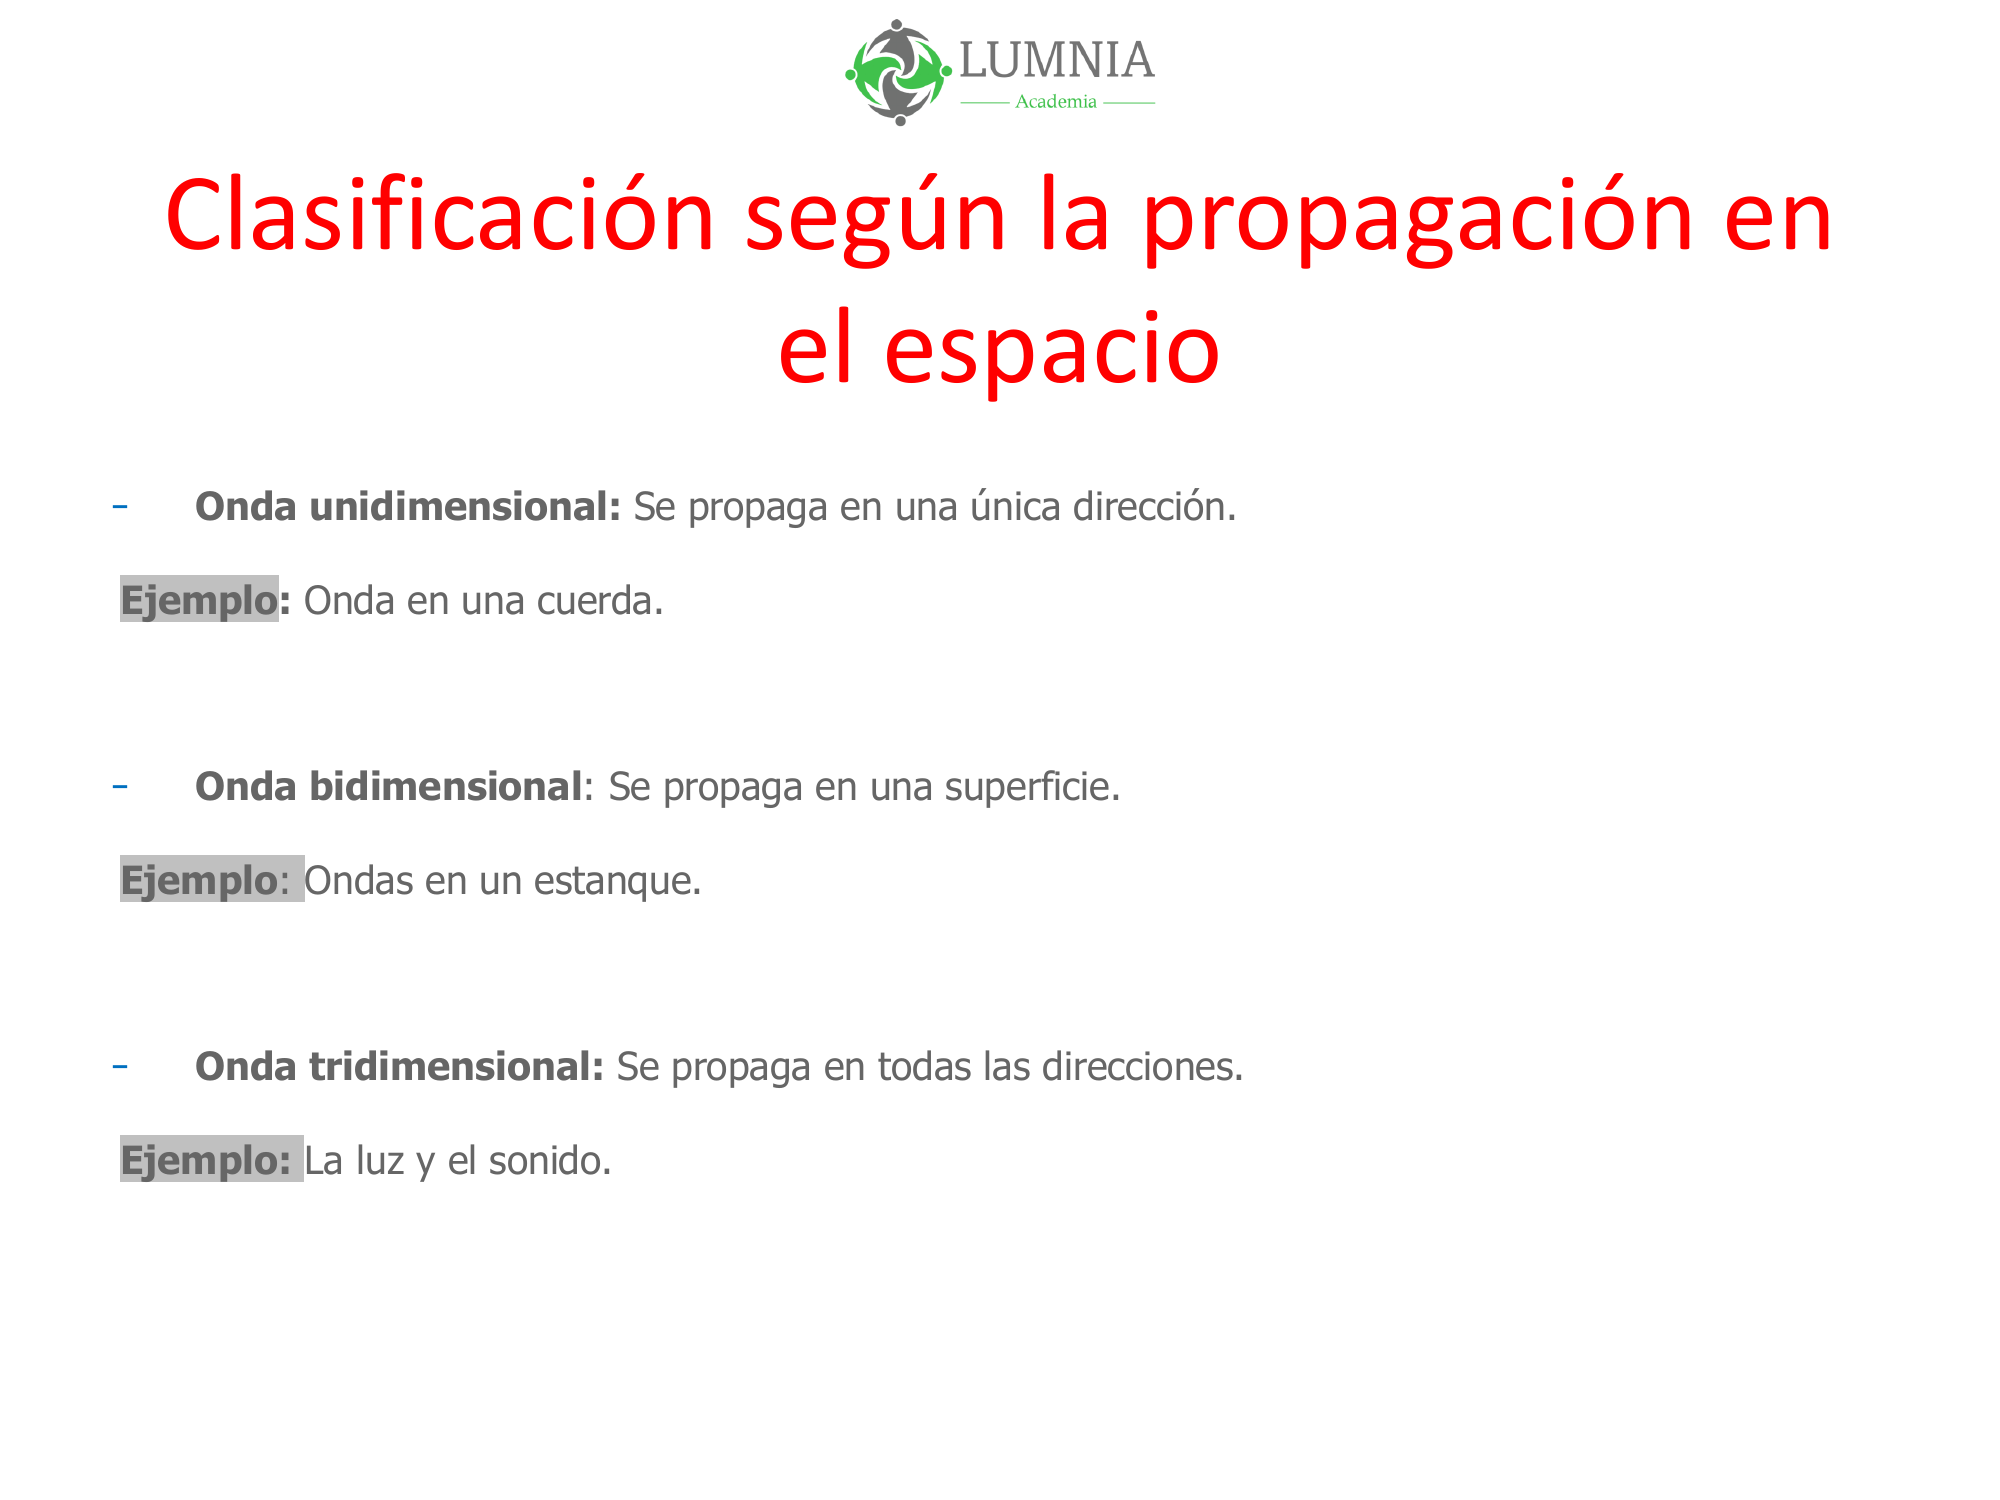 LUMNIA
Academia
Clasificación según la propagación en
el espacio
– Onda unidimensional: Se propaga en una única dirección.
Ejemplo: Onda en una cuerda.
– Onda bidimensional: Se propaga en una superficie.
Ejemplo: Ondas en un estanque.
– Onda tridimensional: Se propaga en todas las direcciones.
Ejemplo: La luz y el sonido.